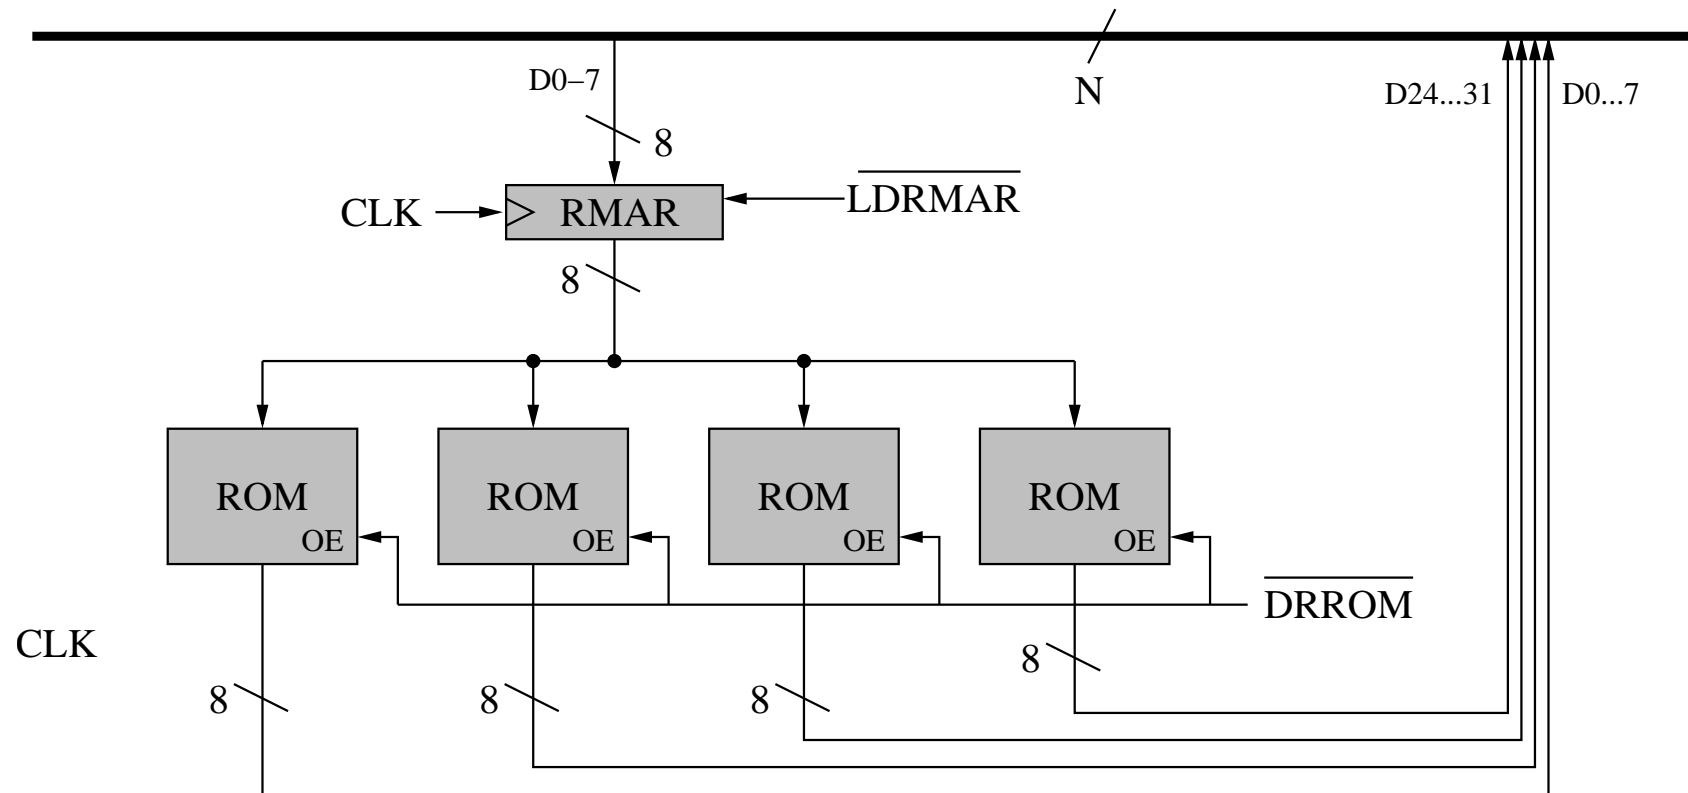 D0–7
N
D24...31
D0...7
8
CLK
RMAR
LDRMAR
8
ROM
ROM
ROM
ROM
OE
OE
OE
OE
DRROM
CLK
8
8
8
8